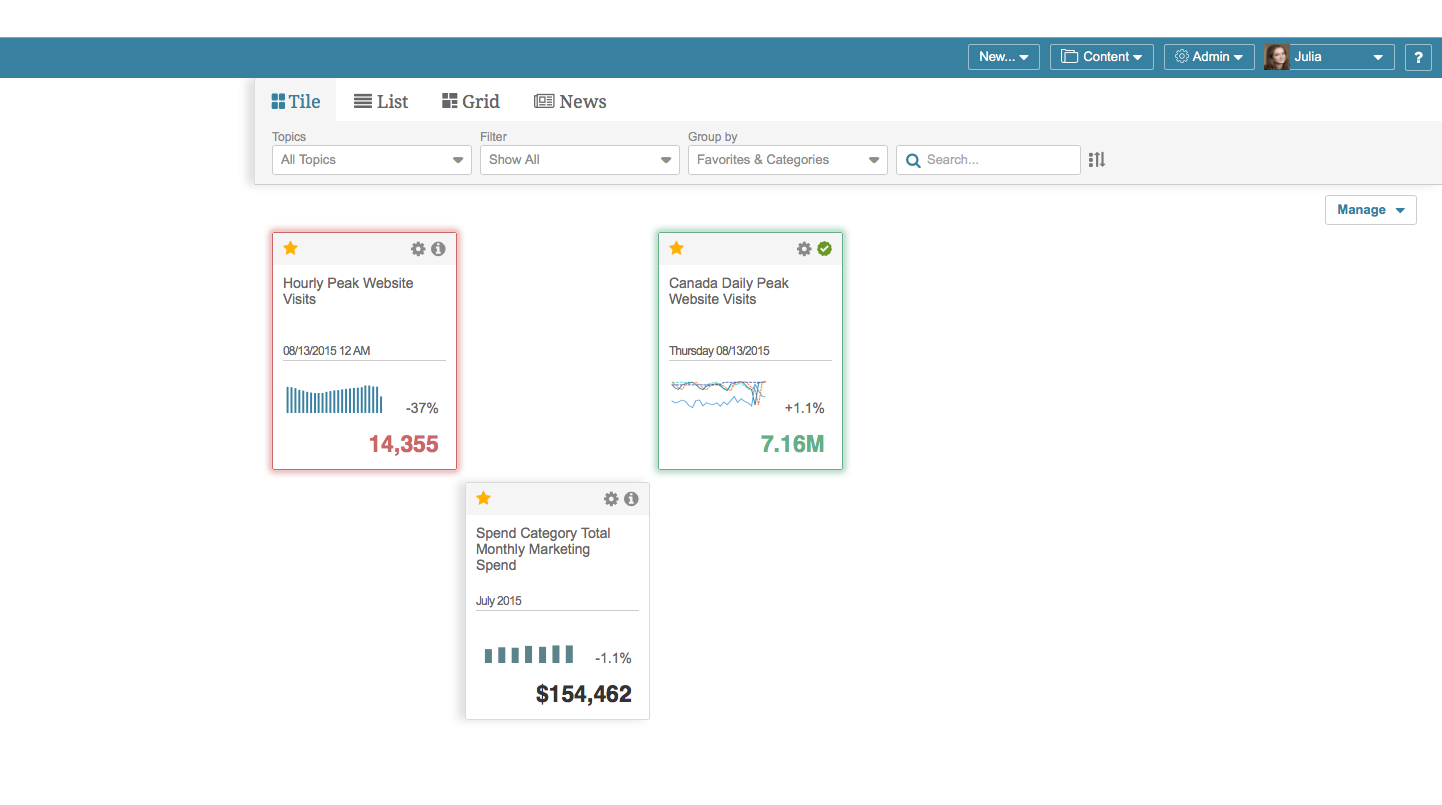 New...
Content
Admin
Julia
?
Tile
List
Grid
News
Topics
Filter
Group by
All Topics
Show All
Favorites & Categories
Search...
Manage
Hourly Peak Website
Visits
08/13/2015 12 AM
-37%
14,355
Canada Daily Peak
Website Visits
Thursday 08/13/2015
+1.1%
7.16M
Spend Category Total
Monthly Marketing
Spend
July 2015
-1.1%
$154,462